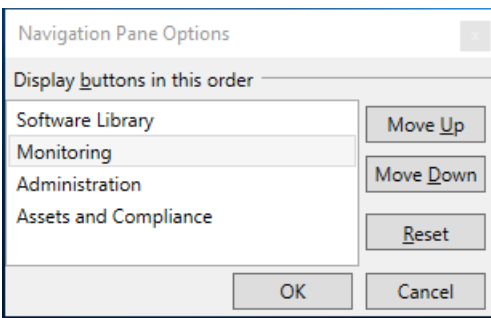 Navigation Pane Options
x
Display buttons in this order
Software Library
Monitoring
Administration
Assets and Compliance
Move Up
Move Down
Reset
OK
Cancel